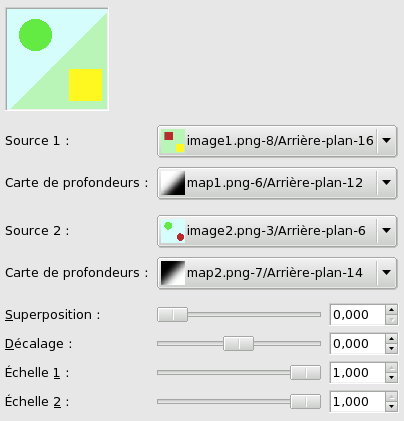 Source 1 : image1.png-8/Arrière-plan-16
Carte de profondeurs : map1.png-6/Arrière-plan-12
Source 2 : image2.png-3/Arrière-plan-6
Carte de profondeurs : map2.png-7/Arrière-plan-14
Superposition : 0,000
Décalage : 0,000
Échelle 1 : 1,000
Échelle 2 : 1,000